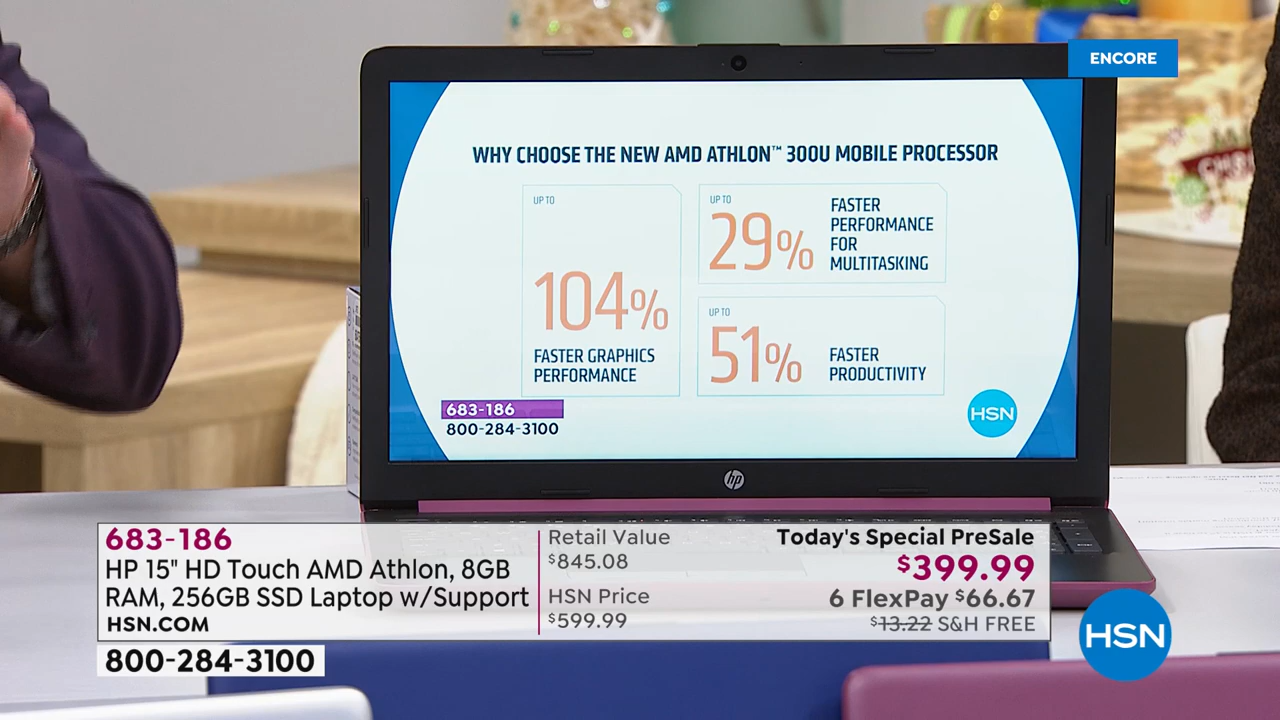 ENCORE
WHY CHOOSE THE NEW AMD ATHLON™ 300U MOBILE PROCESSOR
UP TO
104%
FASTER GRAPHICS
PERFORMANCE
UP TO
29%
FASTER
PERFORMANCE
FOR
MULTITASKING
UP TO
51%
FASTER
PRODUCTIVITY
683-186
800-284-3100
HSN
hp
683-186
HP 15" HD Touch AMD Athlon, 8GB
RAM, 256GB SSD Laptop w/Support
HSN.COM
Retail Value
$845.08
HSN Price
$599.99
Today's Special PreSale
$399.99
6 FlexPay $66.67
$13.22 S&H FREE
800-284-3100
HSN